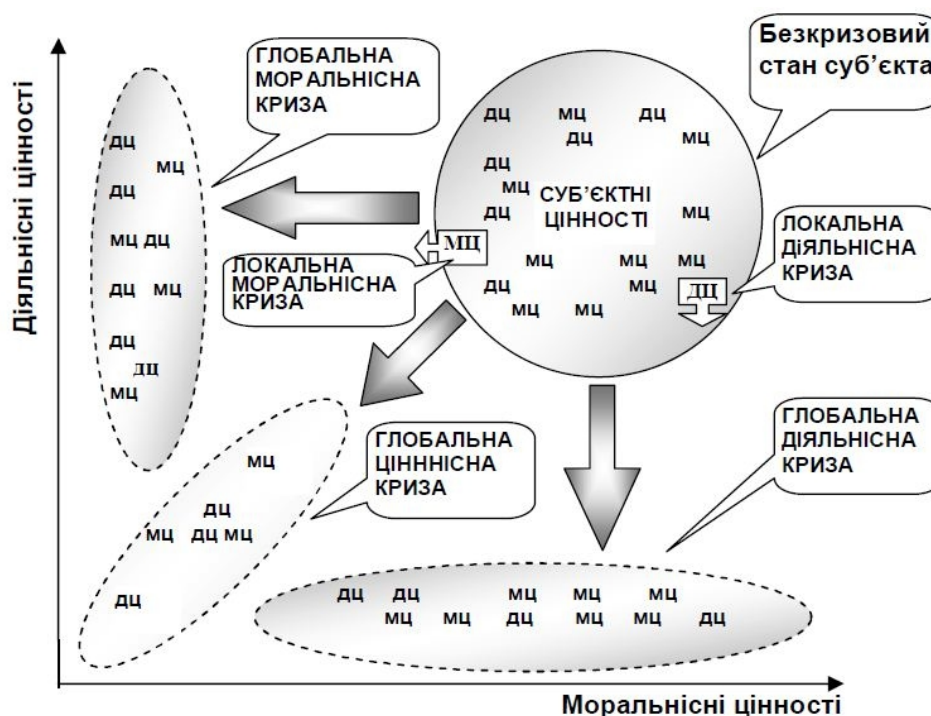 Діяльнісні цінності
ГЛОБАЛЬНА
МОРАЛЬНІСНА
КРИЗА
Безкризовий
стан суб’єкта
ДЦ МЦ ДЦ
ДЦ МЦ
ДЦ
МЦ
СУБ’ЄКТНІ
ЦІННОСТІ
ДЦ МЦ
МЦ
МЦ МЦ МЦ
ДЦ МЦ ДЦ
МЦ МЦ
ЛОКАЛЬНА
МОРАЛЬНІСНА
КРИЗА
ЛОКАЛЬНА
ДІЯЛЬНІСНА
КРИЗА
ДЦ
МЦ
ДЦ
МЦ ДЦ
ДЦ МЦ
ДЦ
ДЦ
МЦ
ГЛОБАЛЬНА
ЦІНННІСНА
КРИЗА
ГЛОБАЛЬНА
ДІЯЛЬНІСНА
КРИЗА
МЦ
ДЦ
МЦ ДЦ МЦ
ДЦ
ДЦ ДЦ МЦ МЦ МЦ
МЦ МЦ ДЦ МЦ МЦ ДЦ
Моральнісні цінності